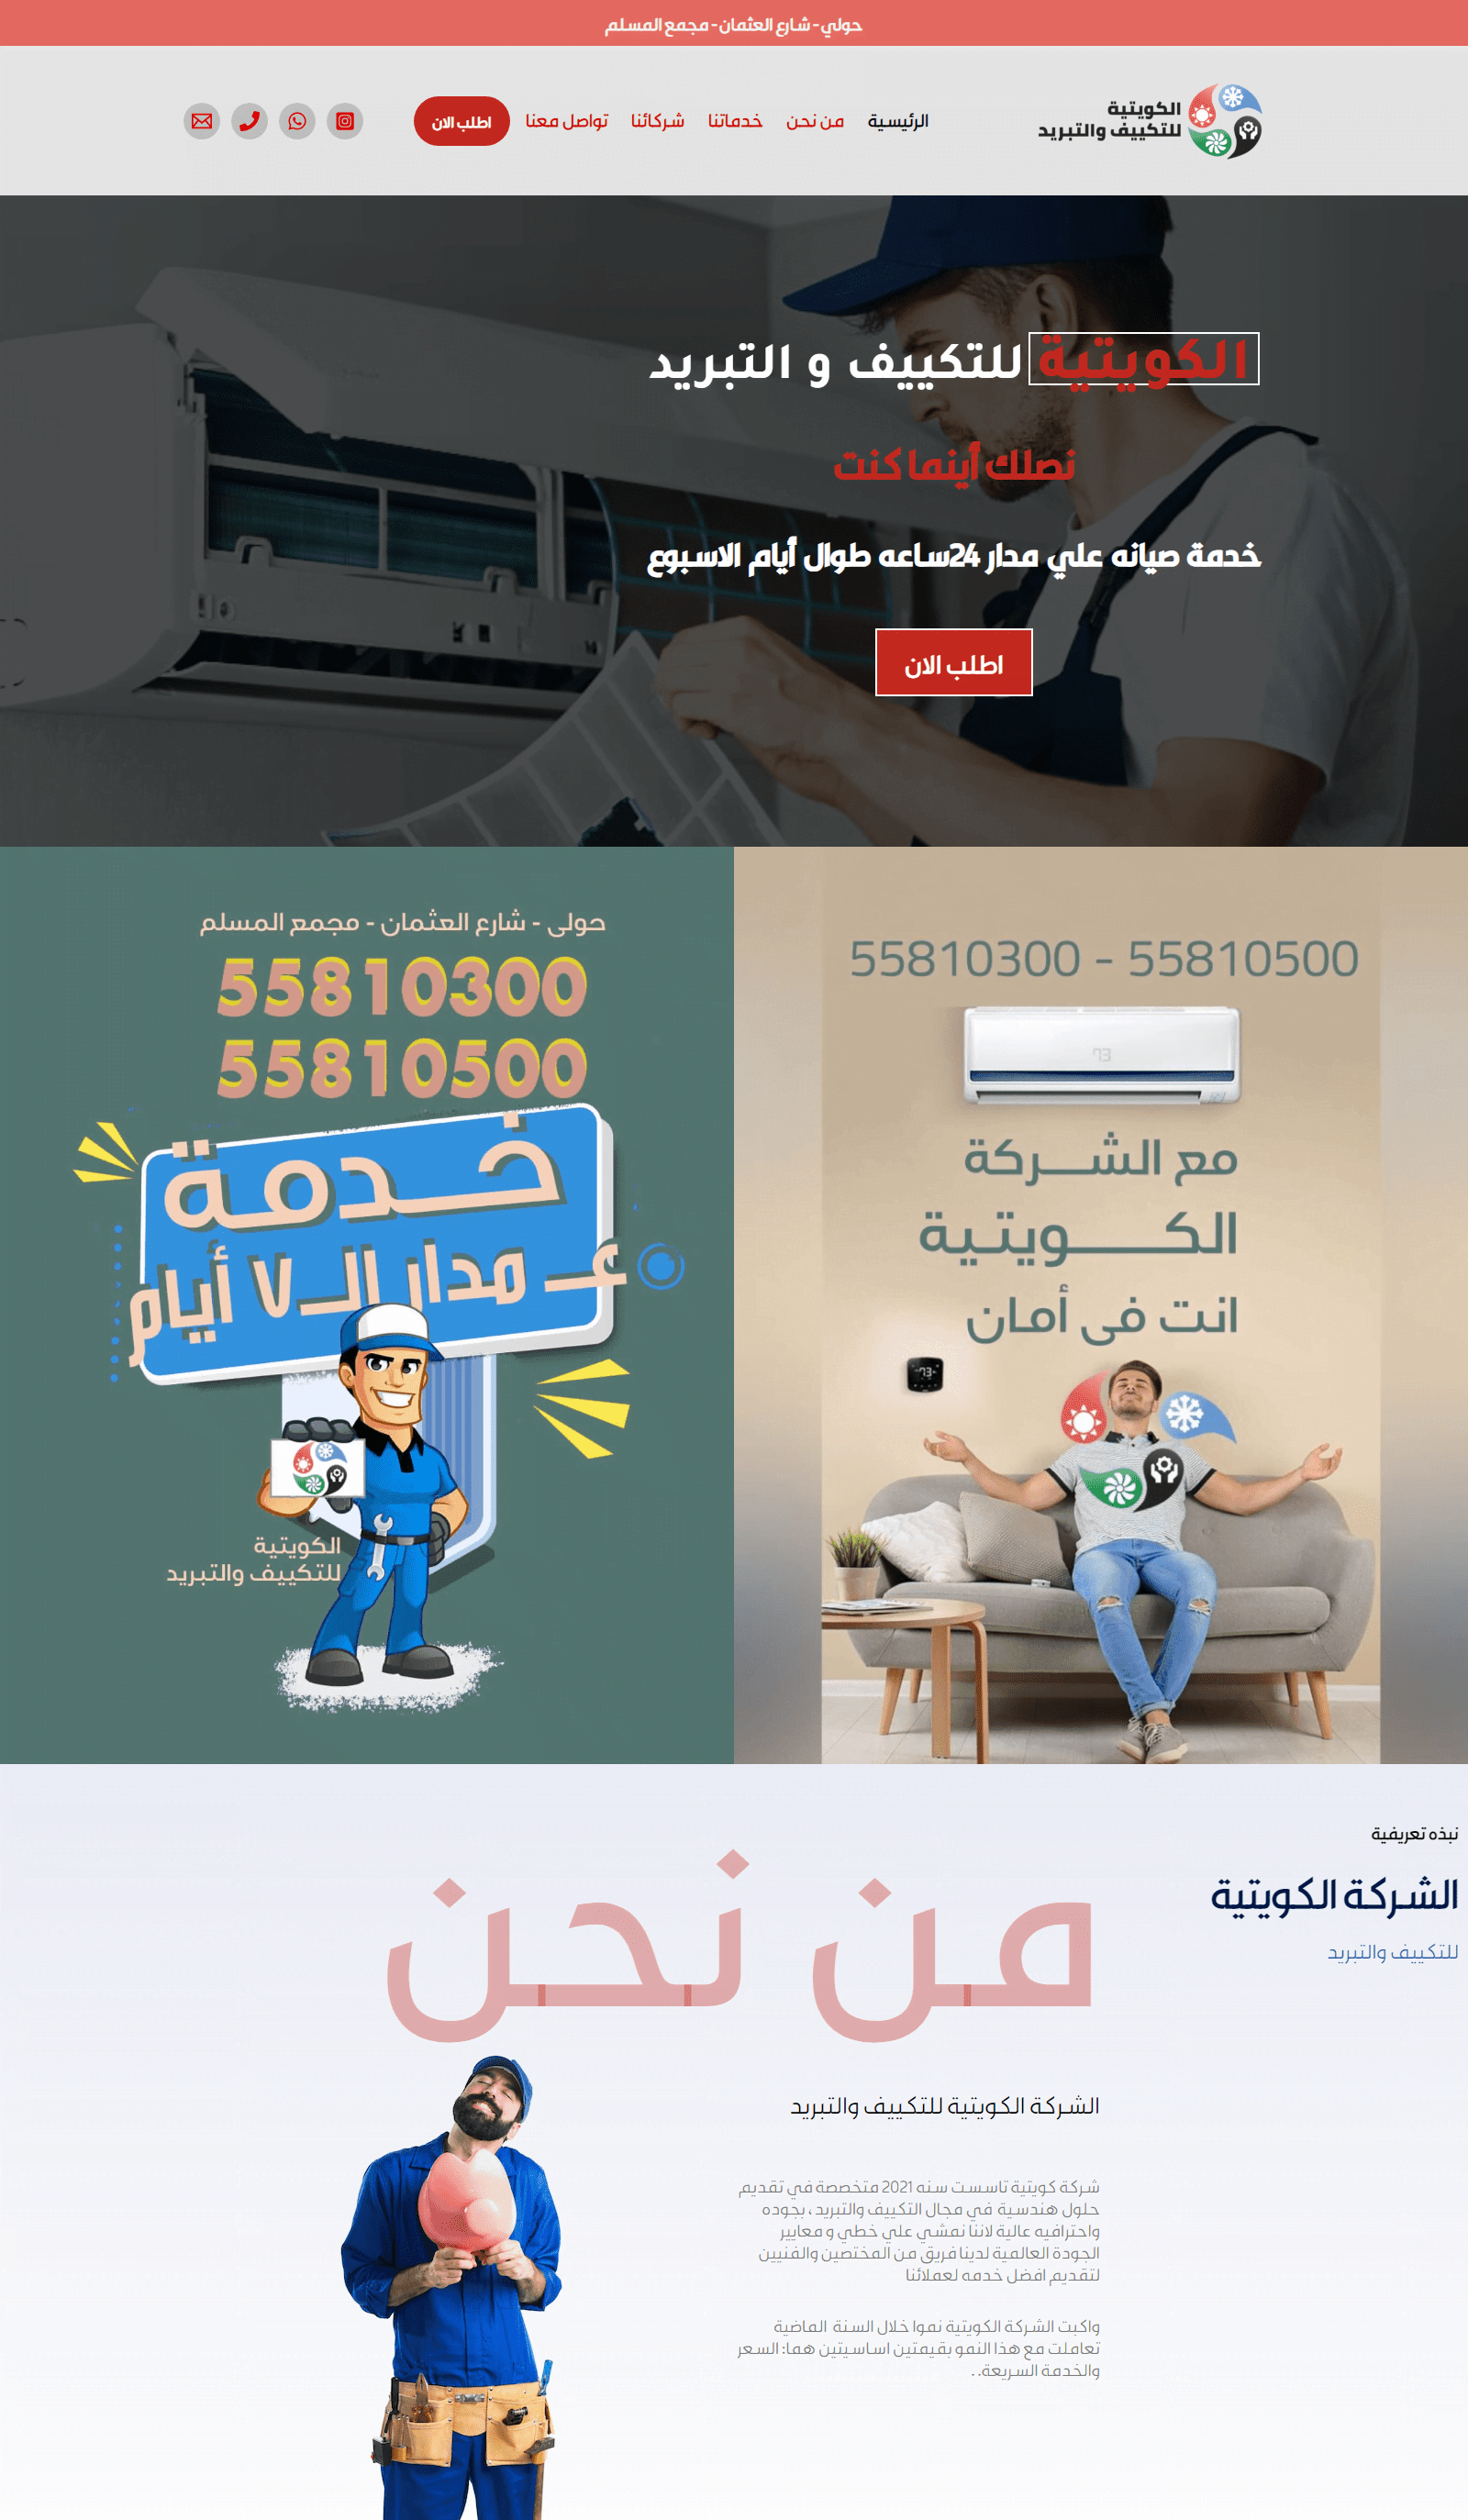 حولي - شارع العثمان - مجمع المسلم
الكويتية
للتكييف والتبريد
الرئيسية
من نحن
خدماتنا
شركائنا
تواصل معنا
اطلب الان
الكويتية للتكييف و التبريد
نصلك أينما كنت
خدمة صيانه علي مدار 24ساعه طوال أيام الاسبوع
اطلب الان
55810300 - 55810500
73
مع الشركة
الكويتية
انت فى أمان
73
حولى - شارع العثمان - مجمع المسلم
55810300
55810500
خدمة
عـ مدار الـ٧ أيام
الكويتية
للتكييف والتبريد
نبذه تعريفية
الشركة الكويتية
للتكييف والتبريد
من نحن
الشركة الكويتية للتكييف والتبريد
شركة كويتية تاسست سنه 2021 متخصصة في تقديم
حلول هندسية في مجال التكييف والتبريد ، بجوده
واحترافيه عالية لاننا نمشي علي خطي و معايير
الجودة العالمية لدينا فريق من المختصين والفنيين
لتقديم افضل خدمه لعملائنا
واكبت الشركة الكويتية نموا خلال السنة الماضية
تعاملت مع هذا النمو بقيمتين اساسيتين هما: السعر
والخدمة السريعة. .